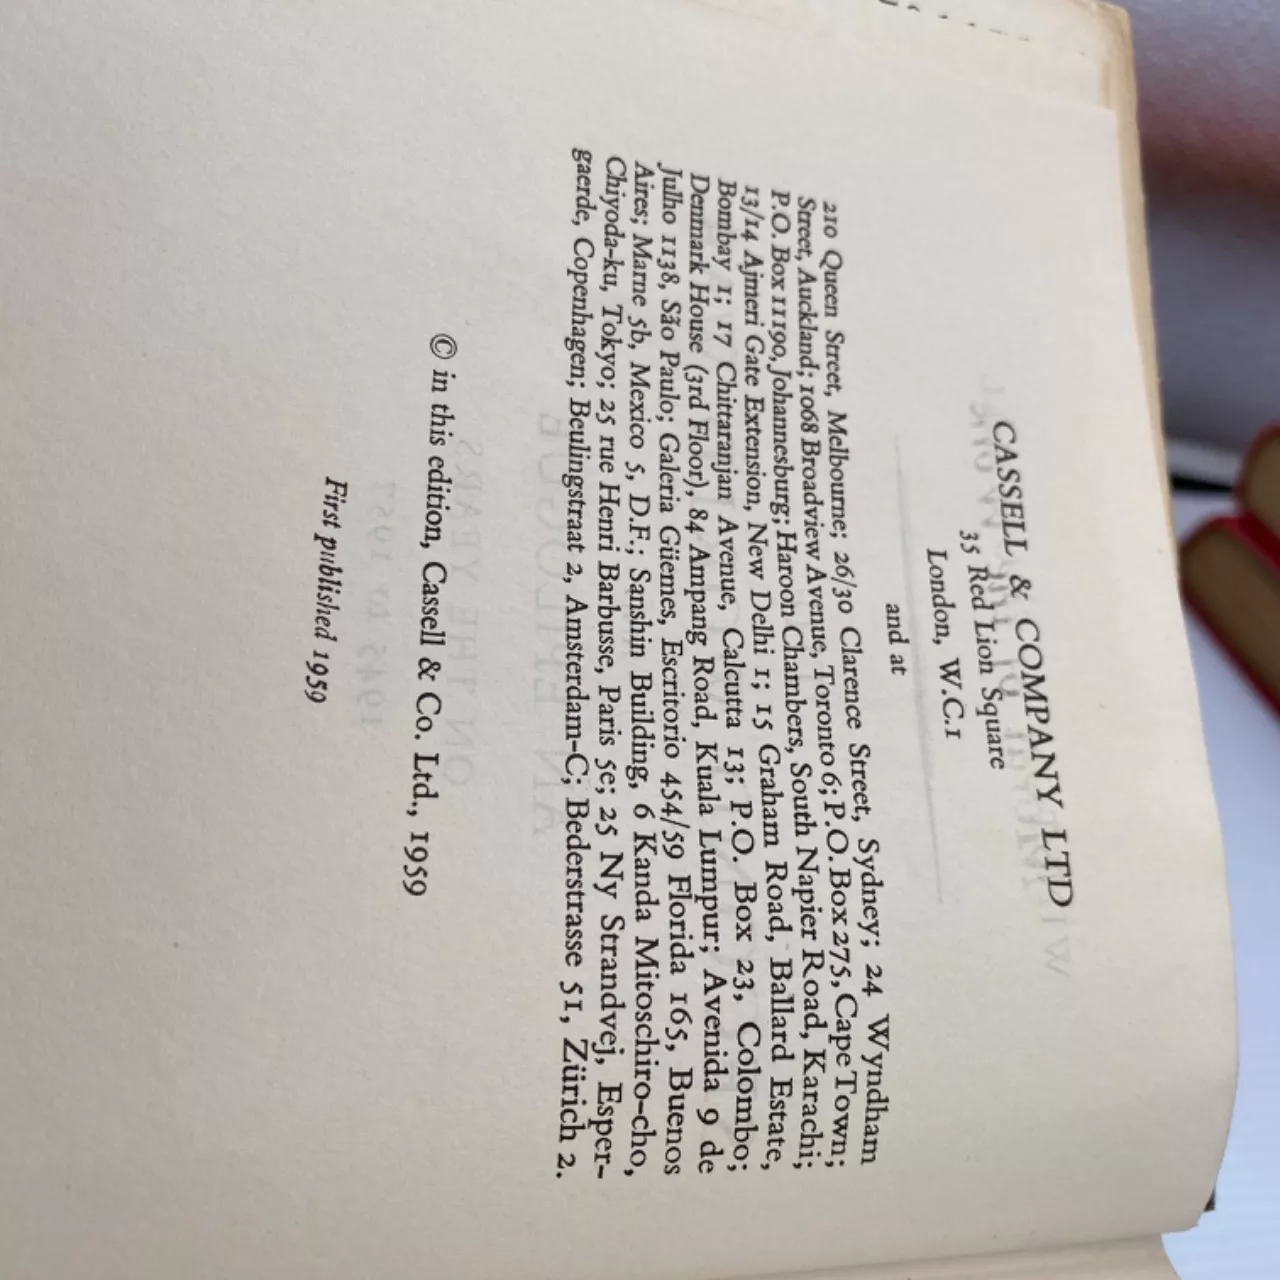 CASSELL & COMPANY LTD
35 Red Lion Square
London, W.C.1
and at
210 Queen Street, Melbourne; 26/30 Clarence Street, Sydney; 24 Wyndham
Street, Auckland; 1068 Broadview Avenue, Toronto 6; P.O. Box 275, Cape Town;
P.O. Box 11190, Johannesburg; Haroon Chambers, South Napier Road, Karachi;
13/14 Ajmeri Gate Extension, New Delhi 1; 15 Graham Road, Ballard Estate,
Bombay 1; 17 Chittaranjan Avenue, Calcutta 13; P.O. Box 23, Colombo;
Denmark House (3rd Floor), 84 Ampang Road, Kuala Lumpur; Avenida 9 de
Julho 1138, São Paulo; Galeria Güemes, Escritorio 454/59 Florida 165, Buenos
Aires; Marne 5b, Mexico 5, D.F.; Sanshin Building, 6 Kanda Mitoschiro-cho,
Chiyoda-ku, Tokyo; 25 rue Henri Barbusse, Paris 5e; 25 Ny Strandvej, Esper-
gaerde, Copenhagen; Beulingstraat 2, Amsterdam-C; Bederstrasse 51, Zürich 2.
© in this edition, Cassell & Co. Ltd., 1959
First published 1959